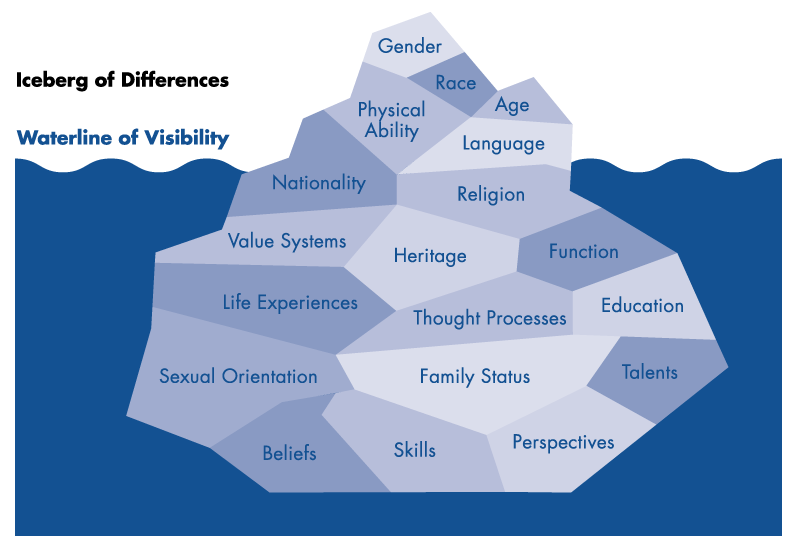 Gender
Iceberg of Differences
Race
Age
Physical
Ability
Waterline of Visibility
Language
Nationality
Religion
Value Systems
Heritage
Function
Life Experiences
Thought Processes
Education
Sexual Orientation
Family Status
Talents
Beliefs
Skills
Perspectives